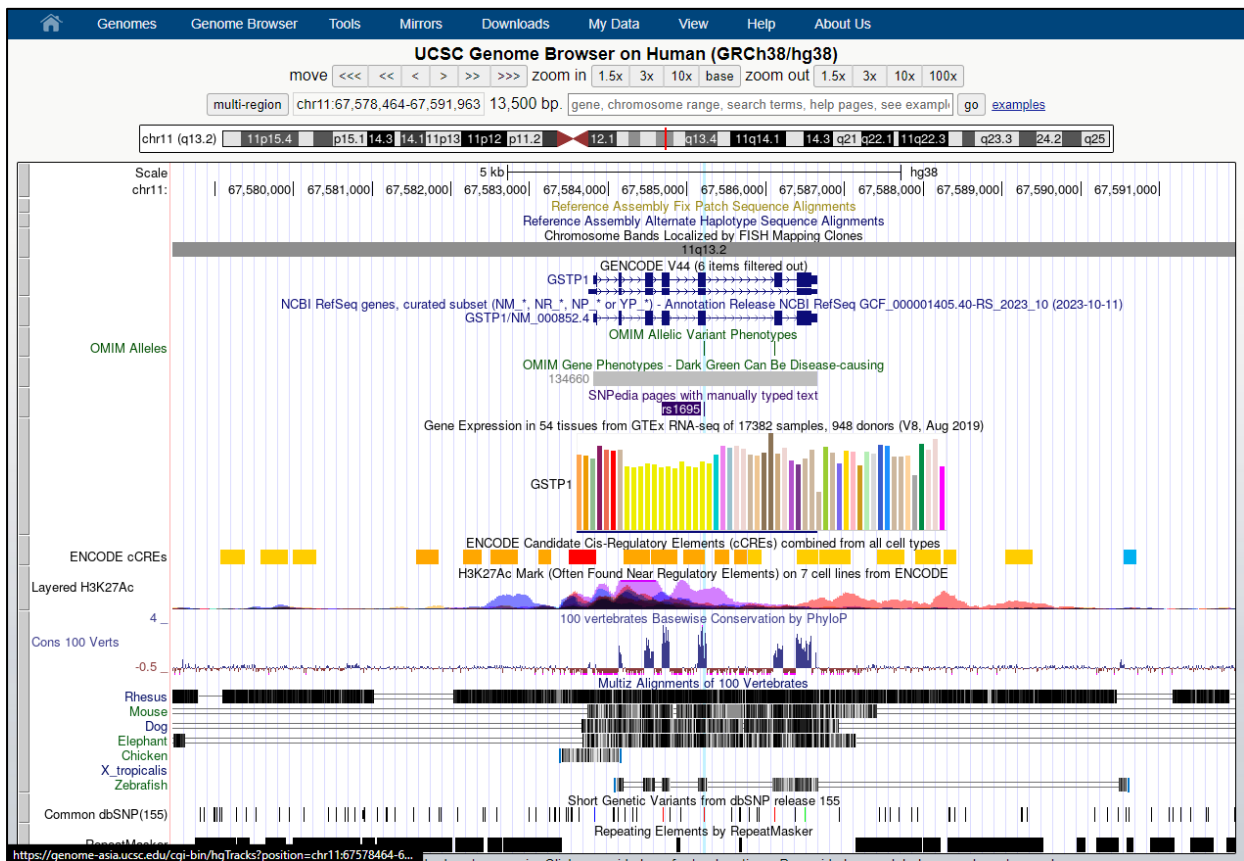 Genomes Genome Browser Tools Mirrors Downloads My Data View Help About Us
UCSC Genome Browser on Human (GRCh38/hg38)
move <<< << < > >> >>> zoom in 1.5x 3x 10x base zoom out 1.5x 3x 10x 100x
multi-region chr11:67,578,464-67,591,963 13,500 bp. gene, chromosome range, search terms, help pages, see exampl go examples
chr11 (q13.2) 11p15.4 p15.1 14.3 14.1 11p13 11p12 p11.2 12.1 q13.4 11q14.1 14.3 q21 q22.1 11q22.3 q23.3 24.2 q25
Scale 5 kb hg38
chr11: 67,580,000 67,581,000 67,582,000 67,583,000 67,584,000 67,585,000 67,586,000 67,587,000 67,588,000 67,589,000 67,590,000 67,591,000
Reference Assembly Fix Patch Sequence Alignments
Reference Assembly Alternate Haplotype Sequence Alignments
Chromosome Bands Localized by FISH Mapping Clones
11q13.2
GENCODE V44 (6 items filtered out)
GSTP1
NCBI RefSeq genes, curated subset (NM_*, NR_*, NP_* or YP_*) - Annotation Release NCBI RefSeq GCF_000001405.40-RS_2023_10 (2023-10-11)
GSTP1/NM_000852.4
OMIM Allelic Variant Phenotypes
OMIM Alleles
OMIM Gene Phenotypes - Dark Green Can Be Disease-causing
134660
SNPedia pages with manually typed text
rs1695
Gene Expression in 54 tissues from GTEx RNA-seq of 17382 samples, 948 donors (V8, Aug 2019)
GSTP1
ENCODE Candidate Cis-Regulatory Elements (cCREs) combined from all cell types
ENCODE cCREs
H3K27Ac Mark (Often Found Near Regulatory Elements) on 7 cell lines from ENCODE
Layered H3K27Ac
4 _ 100 vertebrates Basewise Conservation by PhyloP
Cons 100 Verts
-0.5 _
Multiz Alignments of 100 Vertebrates
Rhesus
Mouse
Dog
Elephant
Chicken
X_tropicalis
Zebrafish
Short Genetic Variants from dbSNP release 155
Common dbSNP(155)
Repeating Elements by RepeatMasker
RepeatMasker
https://genome-asia.ucsc.edu/cgi-bin/hgTracks?position=chr11:67578464-6...